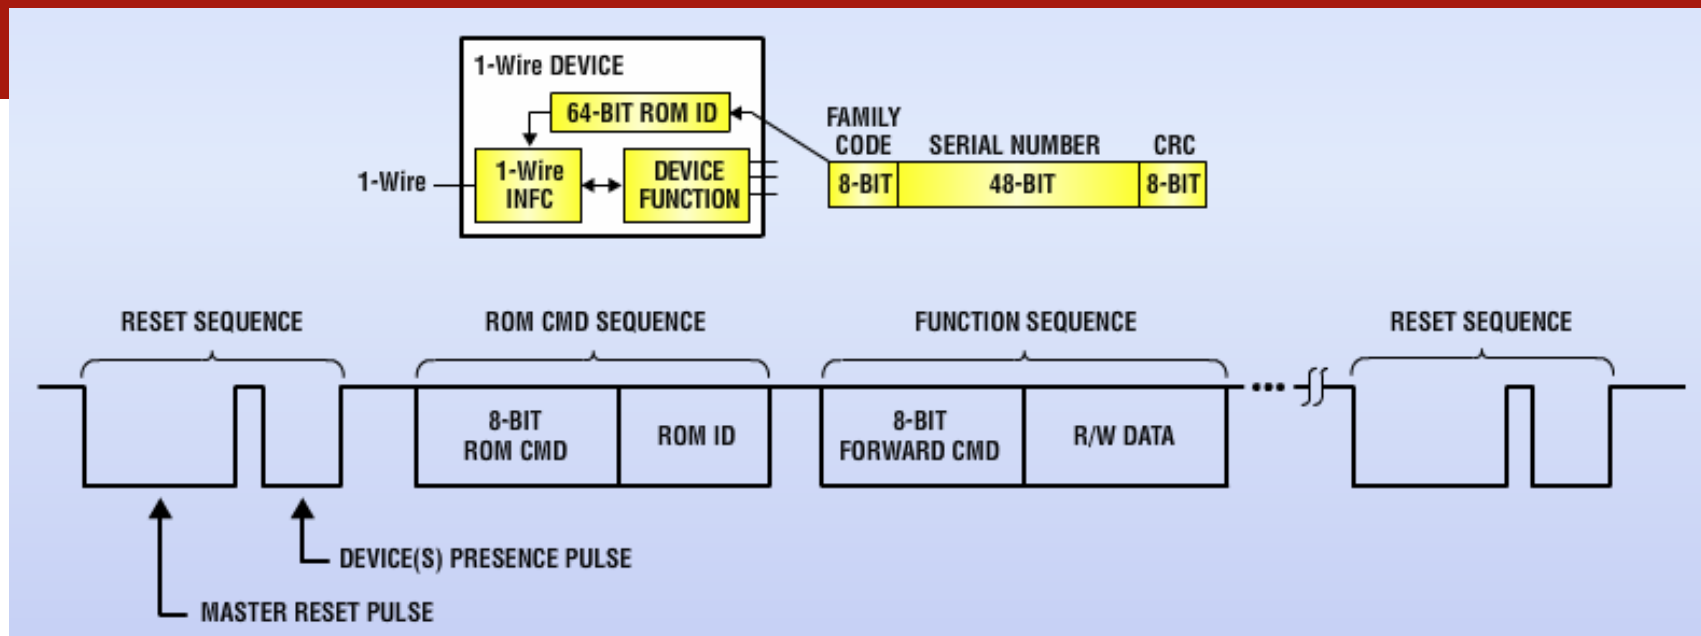 1-Wire DEVICE
64-BIT ROM ID
1-Wire
1-Wire
INFC
DEVICE
FUNCTION
FAMILY
CODE
SERIAL NUMBER
CRC
8-BIT
48-BIT
8-BIT
RESET SEQUENCE
ROM CMD SEQUENCE
FUNCTION SEQUENCE
RESET SEQUENCE
8-BIT
ROM CMD
ROM ID
8-BIT
FORWARD CMD
R/W DATA
DEVICE(S) PRESENCE PULSE
MASTER RESET PULSE